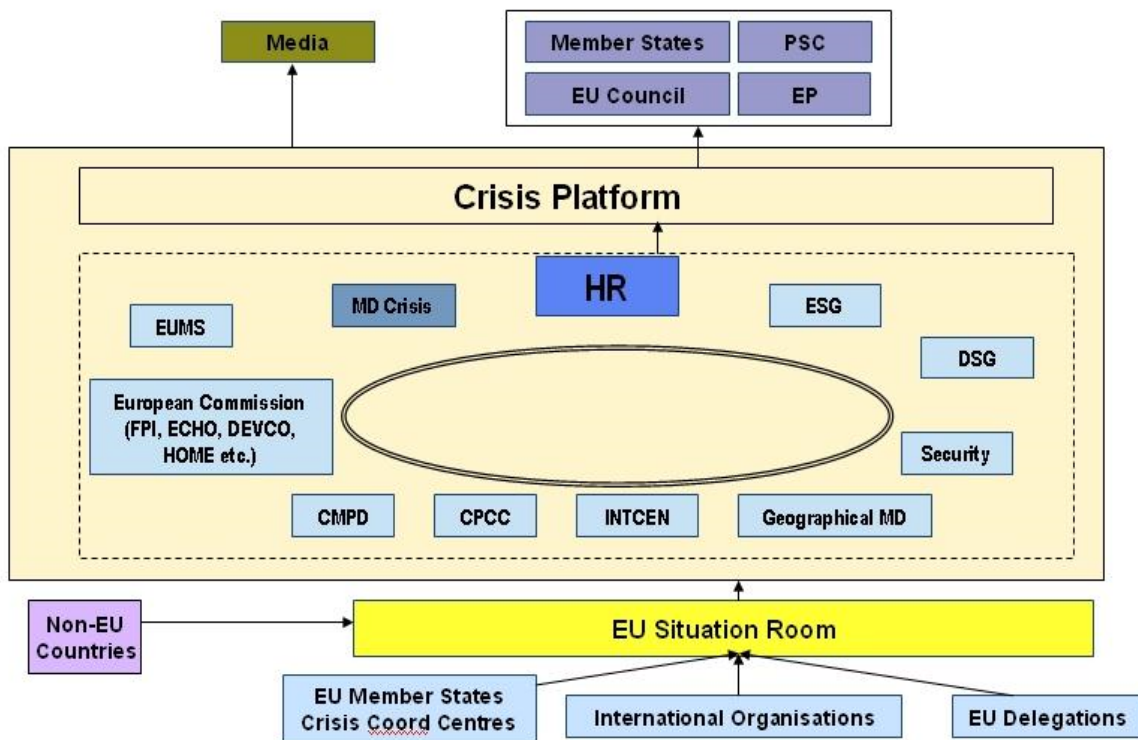 Media
Member States
PSC
EU Council
EP
Crisis Platform
HR
MD Crisis
ESG
EUMS
DSG
European Commission
(FPI, ECHO, DEVCO,
HOME etc.)
Security
CMPD
CPCC
INTCEN
Geographical MD
Non-EU
Countries
EU Situation Room
EU Member States
Crisis Coord Centres
International Organisations
EU Delegations